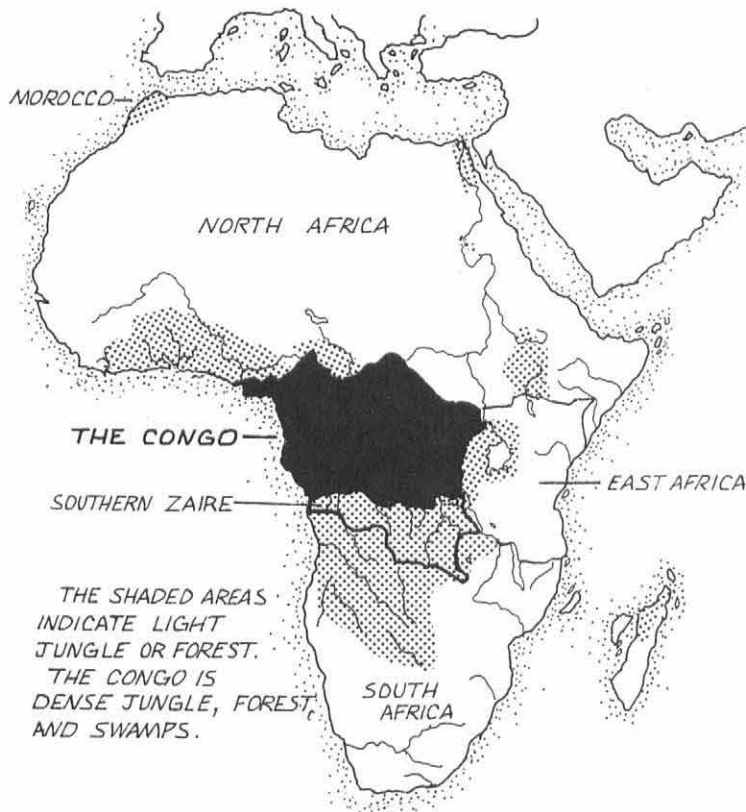 MOROCCO
NORTH AFRICA
THE CONGO
SOUTHERN ZAIRE
EAST AFRICA
THE SHADED AREAS
INDICATE LIGHT
JUNGLE OR FOREST.
THE CONGO IS
DENSE JUNGLE, FOREST,
AND SWAMPS.
SOUTH
AFRICA